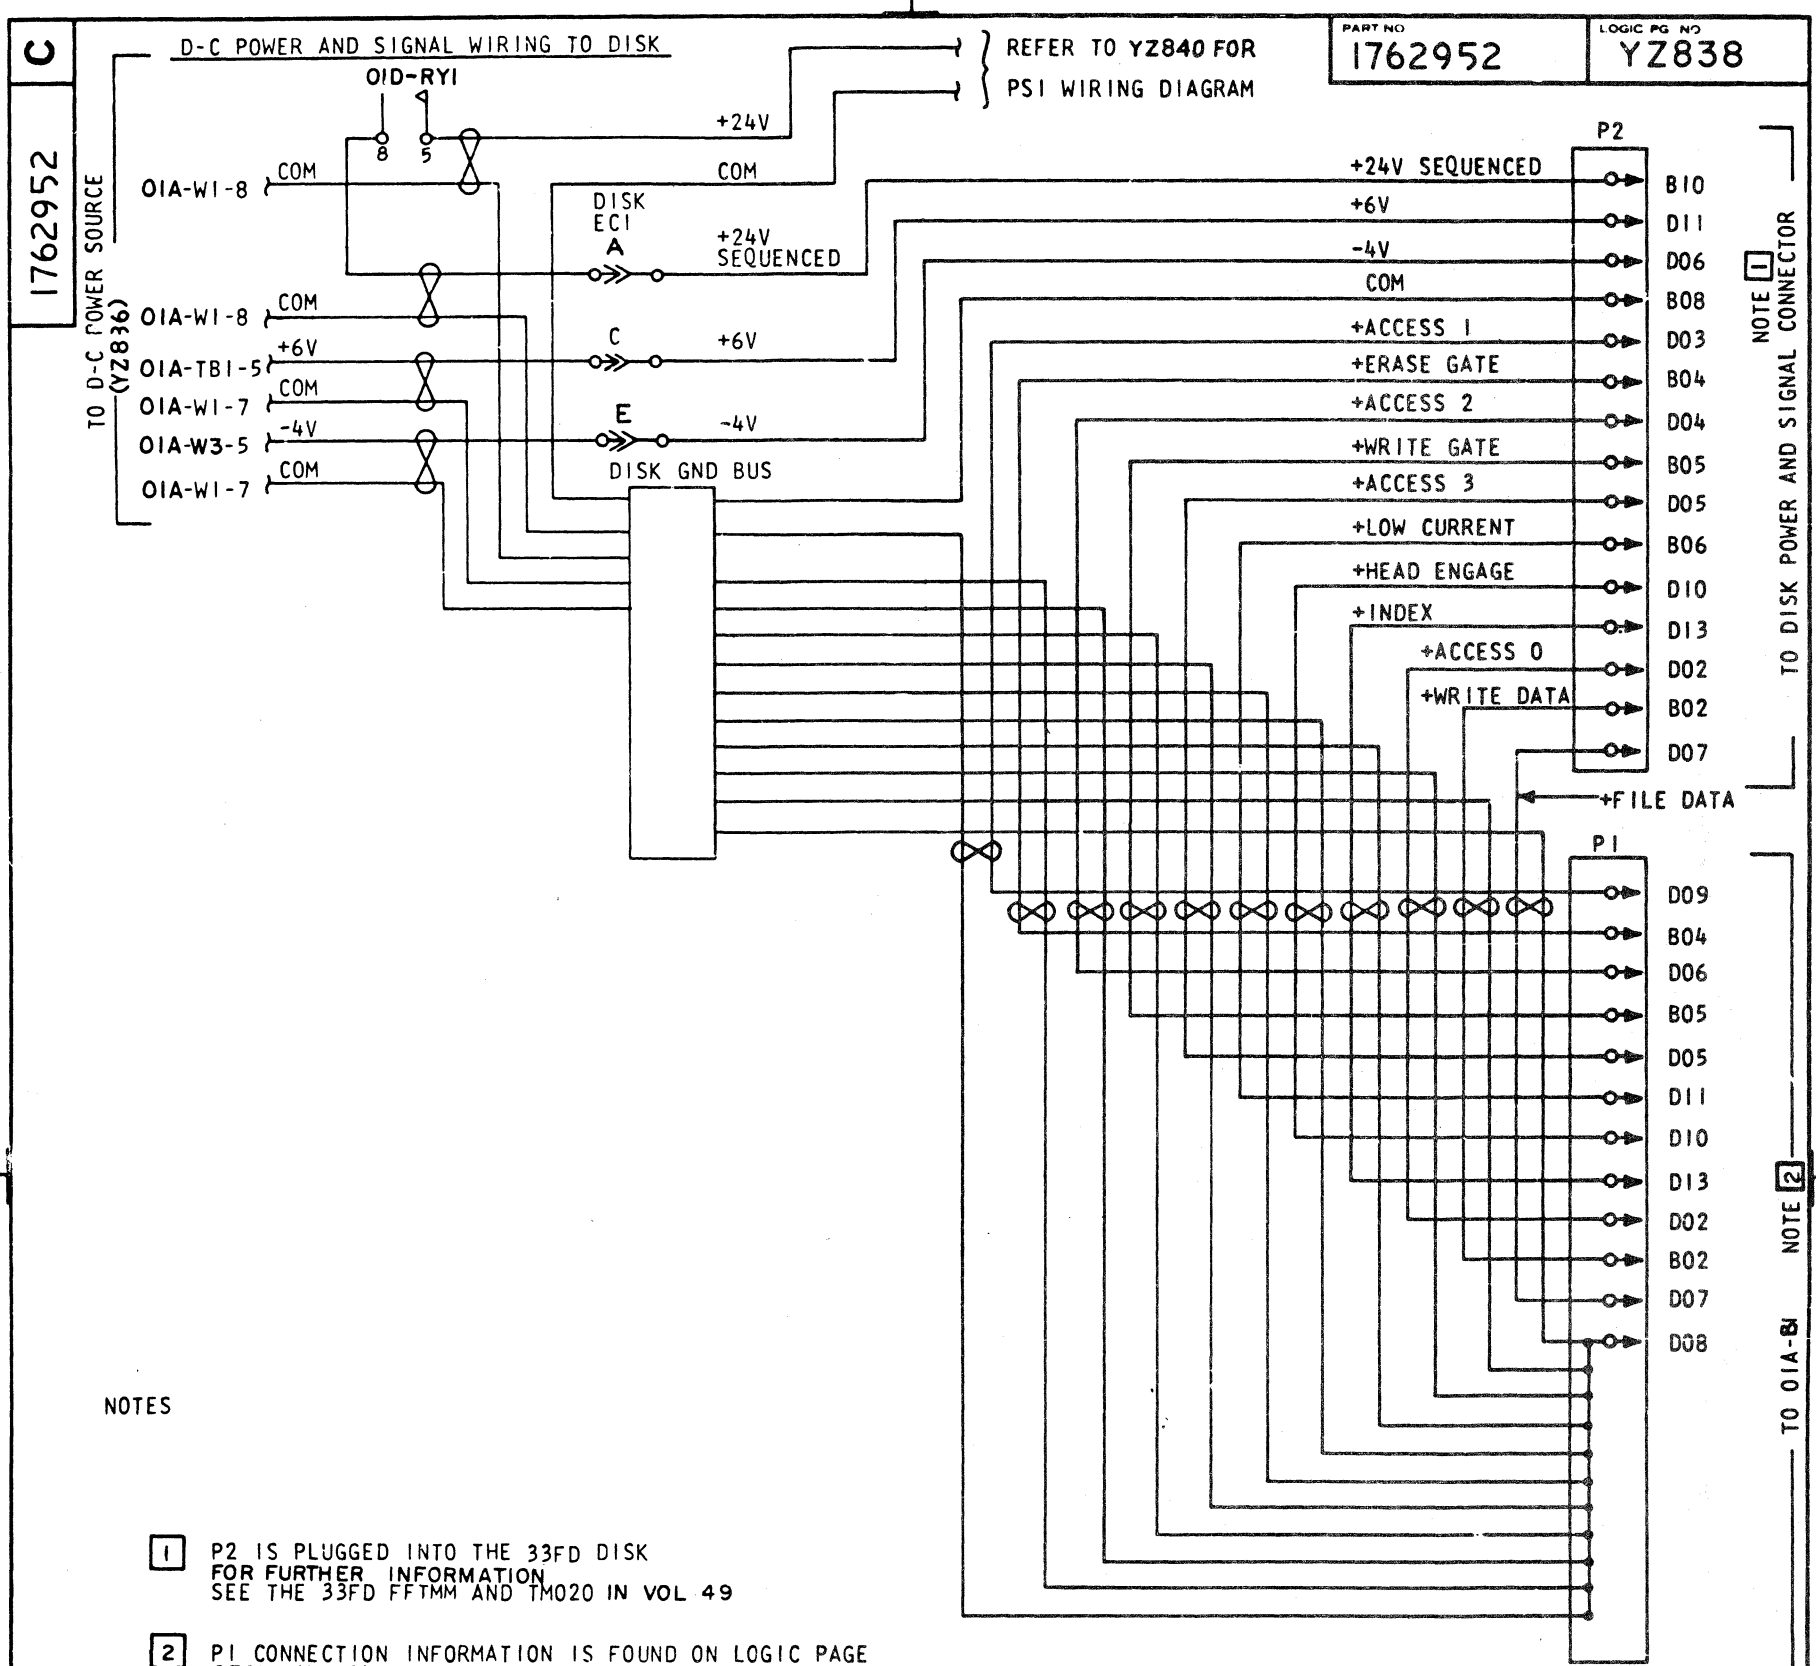 C
1762952
D-C POWER AND SIGNAL WIRING TO DISK
REFER TO YZ840 FOR
PS1 WIRING DIAGRAM
PART NO
1762952
LOGIC PG NO
YZ838
TO D-C POWER SOURCE
(YZ836)
01D-RY1
8
5
+24V
01A-W1-8
COM
COM
DISK
EC1
A
+24V
SEQUENCED
01A-W1-8
COM
01A-TB1-5
+6V
C
+6V
01A-W1-7
COM
01A-W3-5
-4V
E
-4V
01A-W1-7
COM
DISK GND BUS
P2
+24V SEQUENCED
B10
+6V
D11
-4V
D06
COM
B08
+ACCESS 1
D03
+ERASE GATE
B04
+ACCESS 2
D04
+WRITE GATE
B05
+ACCESS 3
D05
+LOW CURRENT
B06
+HEAD ENGAGE
D10
+INDEX
D13
+ACCESS 0
D02
+WRITE DATA
B02
D07
+FILE DATA
NOTE 1
TO DISK POWER AND SIGNAL CONNECTOR
P1
D09
B04
D06
B05
D05
D11
D10
D13
D02
B02
D07
D08
TO 01A-B1 NOTE 2
NOTES
1 P2 IS PLUGGED INTO THE 33FD DISK
FOR FURTHER INFORMATION
SEE THE 33FD FFTMM AND TM020 IN VOL 49
2 P1 CONNECTION INFORMATION IS FOUND ON LOGIC PAGE